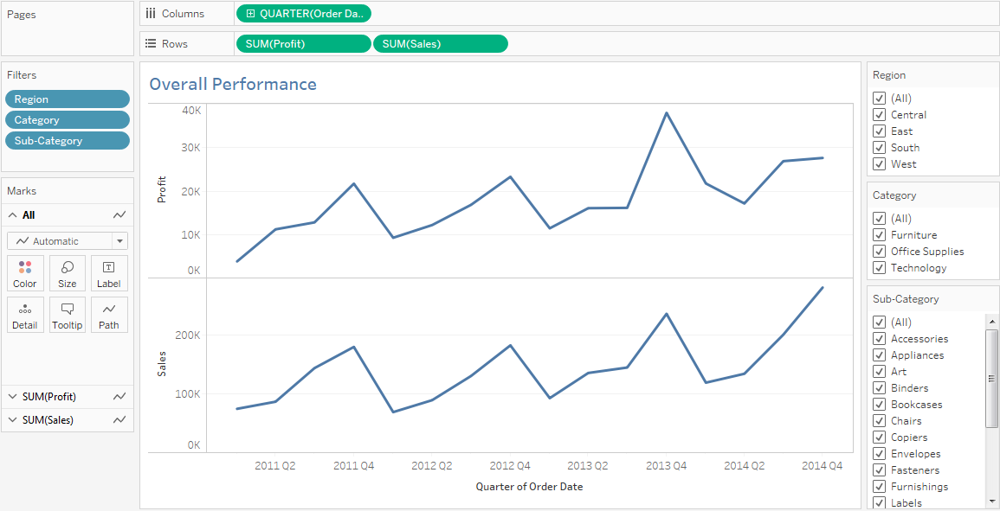 Pages
Columns
QUARTER(Order Da..
Rows
SUM(Profit)
SUM(Sales)
Filters
Region
Category
Sub-Category
Marks
All
Automatic
Color
Size
Label
Detail
Tooltip
Path
SUM(Profit)
SUM(Sales)
Overall Performance
40K
30K
20K
10K
0K
Profit
200K
100K
0K
Sales
2011 Q2
2011 Q4
2012 Q2
2012 Q4
2013 Q2
2013 Q4
2014 Q2
2014 Q4
Quarter of Order Date
Region
(All)
Central
East
South
West
Category
(All)
Furniture
Office Supplies
Technology
Sub-Category
(All)
Accessories
Appliances
Art
Binders
Bookcases
Chairs
Copiers
Envelopes
Fasteners
Furnishings
Labels